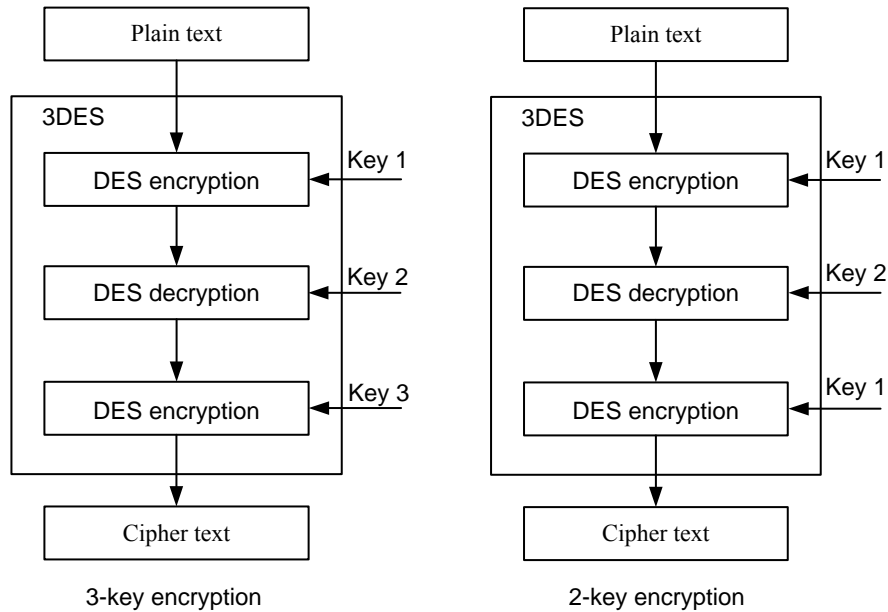 Plain text
3DES
Key 1
DES encryption
Key 2
DES decryption
Key 3
DES encryption
Cipher text
3-key encryption
Plain text
3DES
Key 1
DES encryption
Key 2
DES decryption
Key 1
DES encryption
Cipher text
2-key encryption